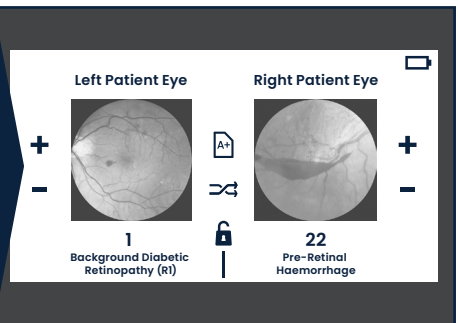 Left Patient Eye
Right Patient Eye
+
A+
+
-
-
1
Background Diabetic
Retinopathy (R1)
22
Pre-Retinal
Haemorrhage